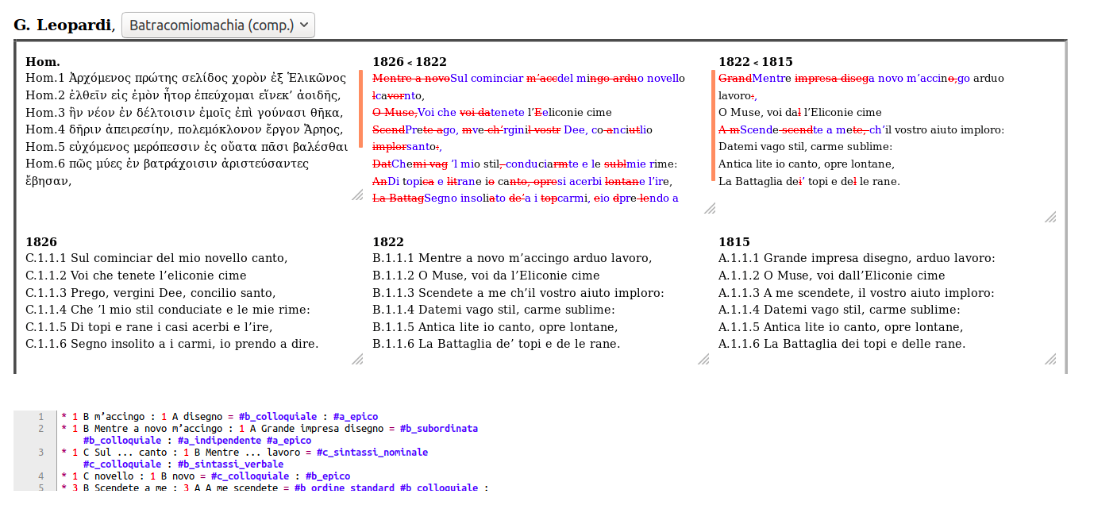 G. Leopardi, Batracomiomachia (comp.)
Hom.
Hom.1 Ἀρχόμενος πρώτης σελίδος χορὸν ἐξ Ἑλικῶνος
Hom.2 ἐλθεῖν εἰς ἐμὸν ἦτορ ἐπεύχομαι εἵνεκ’ ἀοιδῆς,
Hom.3 ἣν νέον ἐν δέλτοισιν ἐμοῖς ἐπὶ γούνασι θῆκα,
Hom.4 δῆριν ἀπειρεσίην, πολεμόκλονον ἔργον Ἄρηος,
Hom.5 εὐχόμενος μερόπεσσιν ἐς οὔατα πᾶσι βαλέσθαι
Hom.6 πῶς μύες ἐν βατράχοισιν ἀριστεύσαντες
ἔβησαν,
1826 < 1822
Mentre a novoSul cominciar m’accdel mingo arduo novello
lcavornto,
O Muse,Voi che voi datenete l’Eeliconie cime
ScendPrete ago, mve ch’rginil vostr Dee, co anciutlio
implorsanto:,
DatChemi vag ’l mio stil, conduciarmte e le sublmie rime:
AnDi topica e litrane io canto, opresi acerbi lontane l’ire,
La BattagSegno insoliato de’a i topcarmi, eio dprelendo a
1822 < 1815
GrandMentre impresa disega novo m’accino,go arduo
lavoro:,
O Muse, voi dal l’Eliconie cime
A mScende scendte a mete, ch’il vostro aiuto imploro:
Datemi vago stil, carme sublime:
Antica lite io canto, opre lontane,
La Battaglia dei’ topi e del le rane.
1826
C.1.1.1 Sul cominciar del mio novello canto,
C.1.1.2 Voi che tenete l’eliconie cime
C.1.1.3 Prego, vergini Dee, concilio santo,
C.1.1.4 Che ’l mio stil conduciate e le mie rime:
C.1.1.5 Di topi e rane i casi acerbi e l’ire,
C.1.1.6 Segno insolito a i carmi, io prendo a dire.
1822
B.1.1.1 Mentre a novo m’accingo arduo lavoro,
B.1.1.2 O Muse, voi da l’Eliconie cime
B.1.1.3 Scendete a me ch’il vostro aiuto imploro:
B.1.1.4 Datemi vago stil, carme sublime:
B.1.1.5 Antica lite io canto, opre lontane,
B.1.1.6 La Battaglia de’ topi e de le rane.
1815
A.1.1.1 Grande impresa disegno, arduo lavoro:
A.1.1.2 O Muse, voi dall’Eliconie cime
A.1.1.3 A me scendete, il vostro aiuto imploro:
A.1.1.4 Datemi vago stil, carme sublime:
A.1.1.5 Antica lite io canto, opre lontane,
A.1.1.6 La Battaglia dei topi e delle rane.
1 * 1 B m’accingo : 1 A disegno = #b_colloquiale : #a_epico
2 * 1 B Mentre a novo m’accingo : 1 A Grande impresa disegno = #b_subordinata
#b_colloquiale : #a_indipendente #a_epico
3 * 1 C Sul ... canto : 1 B Mentre ... lavoro = #c_sintassi_nominale
#c_colloquiale : #b_sintassi_verbale
4 * 1 C novello : 1 B novo = #c_colloquiale : #b_epico
5 * 3 B Scendete a me : 3 A A me scendete = #b_ordine_standard #b_colloquiale :